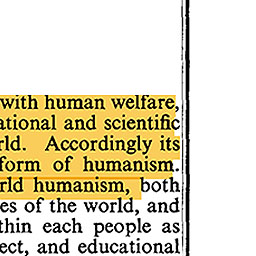 with human welfare,
ational and scientific
rld. Accordingly its
form of humanism.
rld humanism, both
es of the world, and
thin each people as
ect, and educational